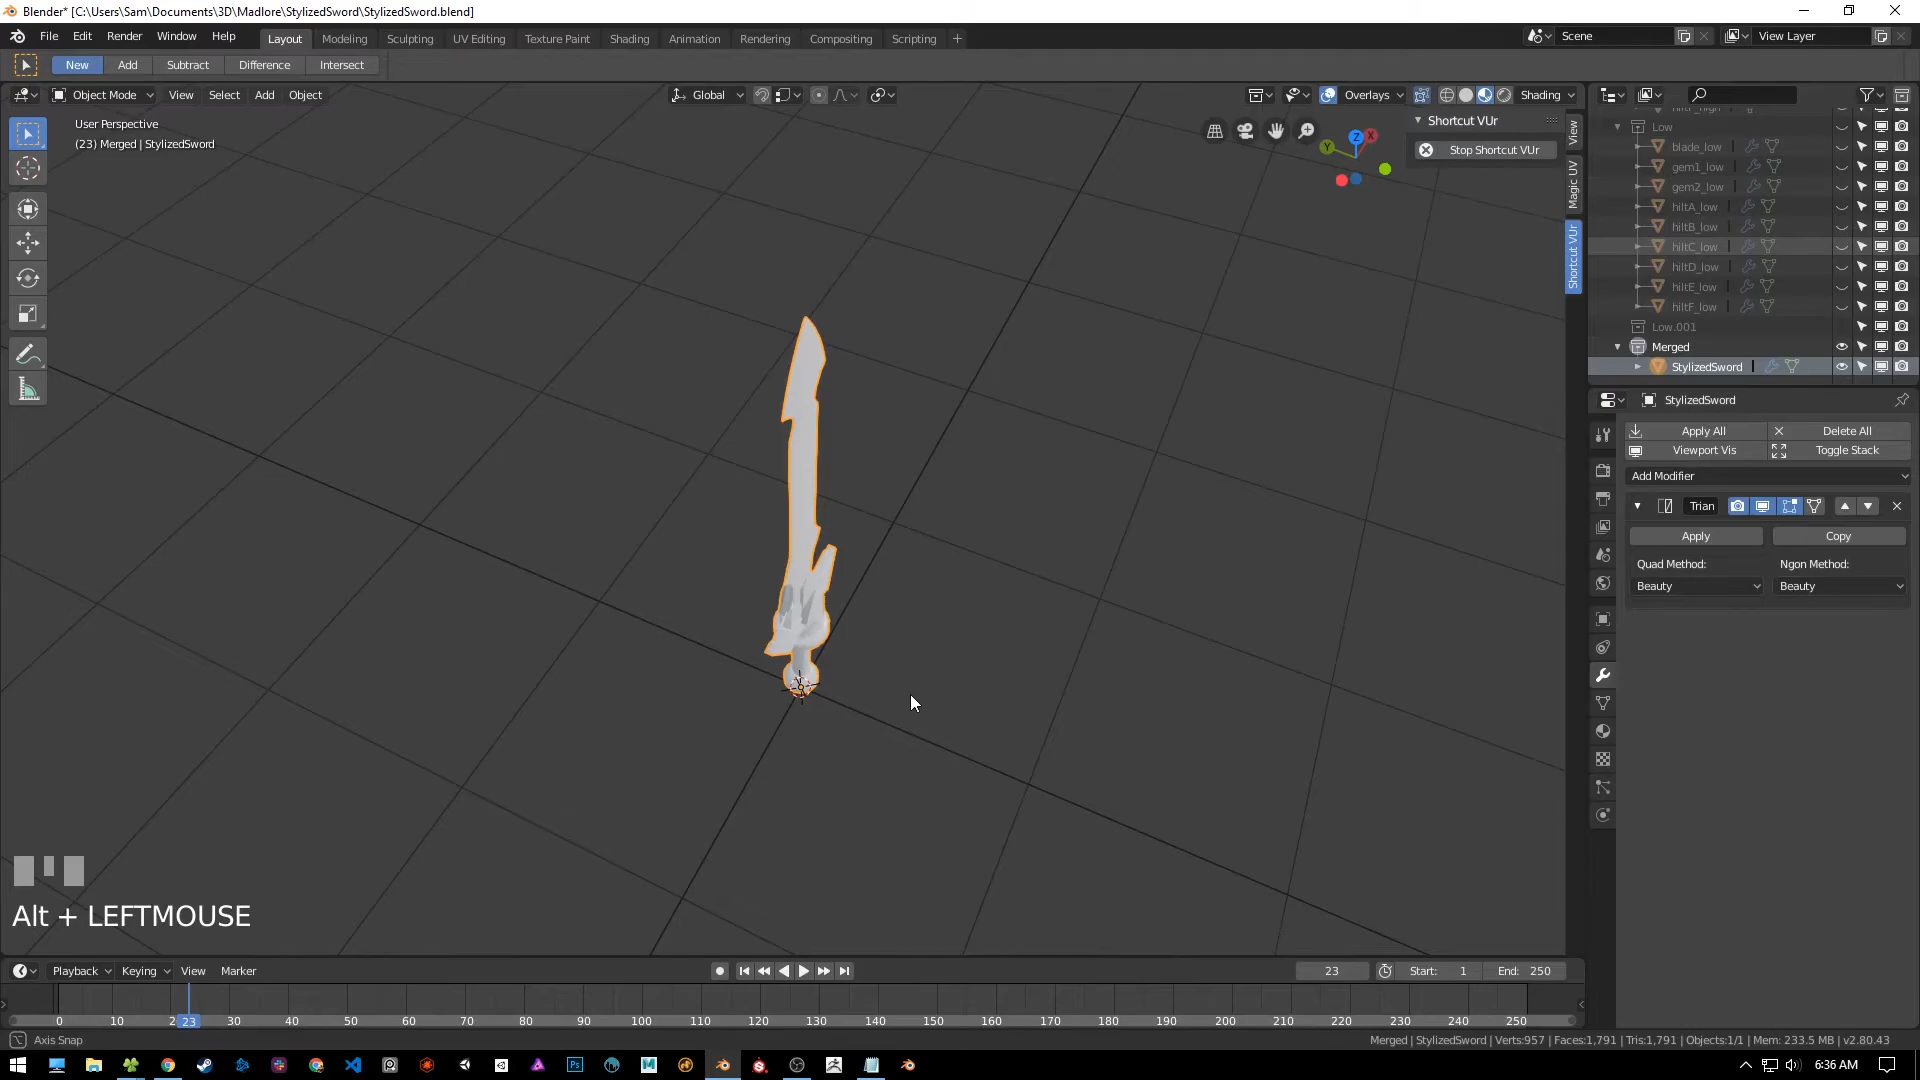 Blender* [C:\Users\Sam\Documents\3D\Madlore\StylizedSword\StylizedSword.blend]
File Edit Render Window Help Layout Modeling Sculpting UV Editing Texture Paint Shading Animation Rendering Compositing Scripting Scene View Layer
New Add Subtract Difference Intersect
Object Mode View Select Add Object Global Overlays Shading
User Perspective
(23) Merged | StylizedSword
Shortcut VUr
Stop Shortcut VUr
View
Magic UV
Shortcut VUr
X
Y
Z
Low
blade_low
gem1_low
gem2_low
hiltA_low
hiltB_low
hiltC_low
hiltD_low
hiltE_low
hiltF_low
Low.001
Merged
StylizedSword
StylizedSword
Apply All Delete All
Viewport Vis Toggle Stack
Add Modifier
Trian
Apply Copy
Quad Method: Ngon Method:
Beauty Beauty
Alt + LEFTMOUSE
Playback Keying View Marker 23 Start: 1 End: 250
0 10 2 23 30 40 50 60 70 80 90 100 110 120 130 140 150 160 170 180 190 200 210 220 230 240 250
Axis Snap Merged | StylizedSword | Verts:957 | Faces:1,791 | Tris:1,791 | Objects:1/1 | Mem: 233.5 MB | v2.80.43
Ps
M
6:36 AM